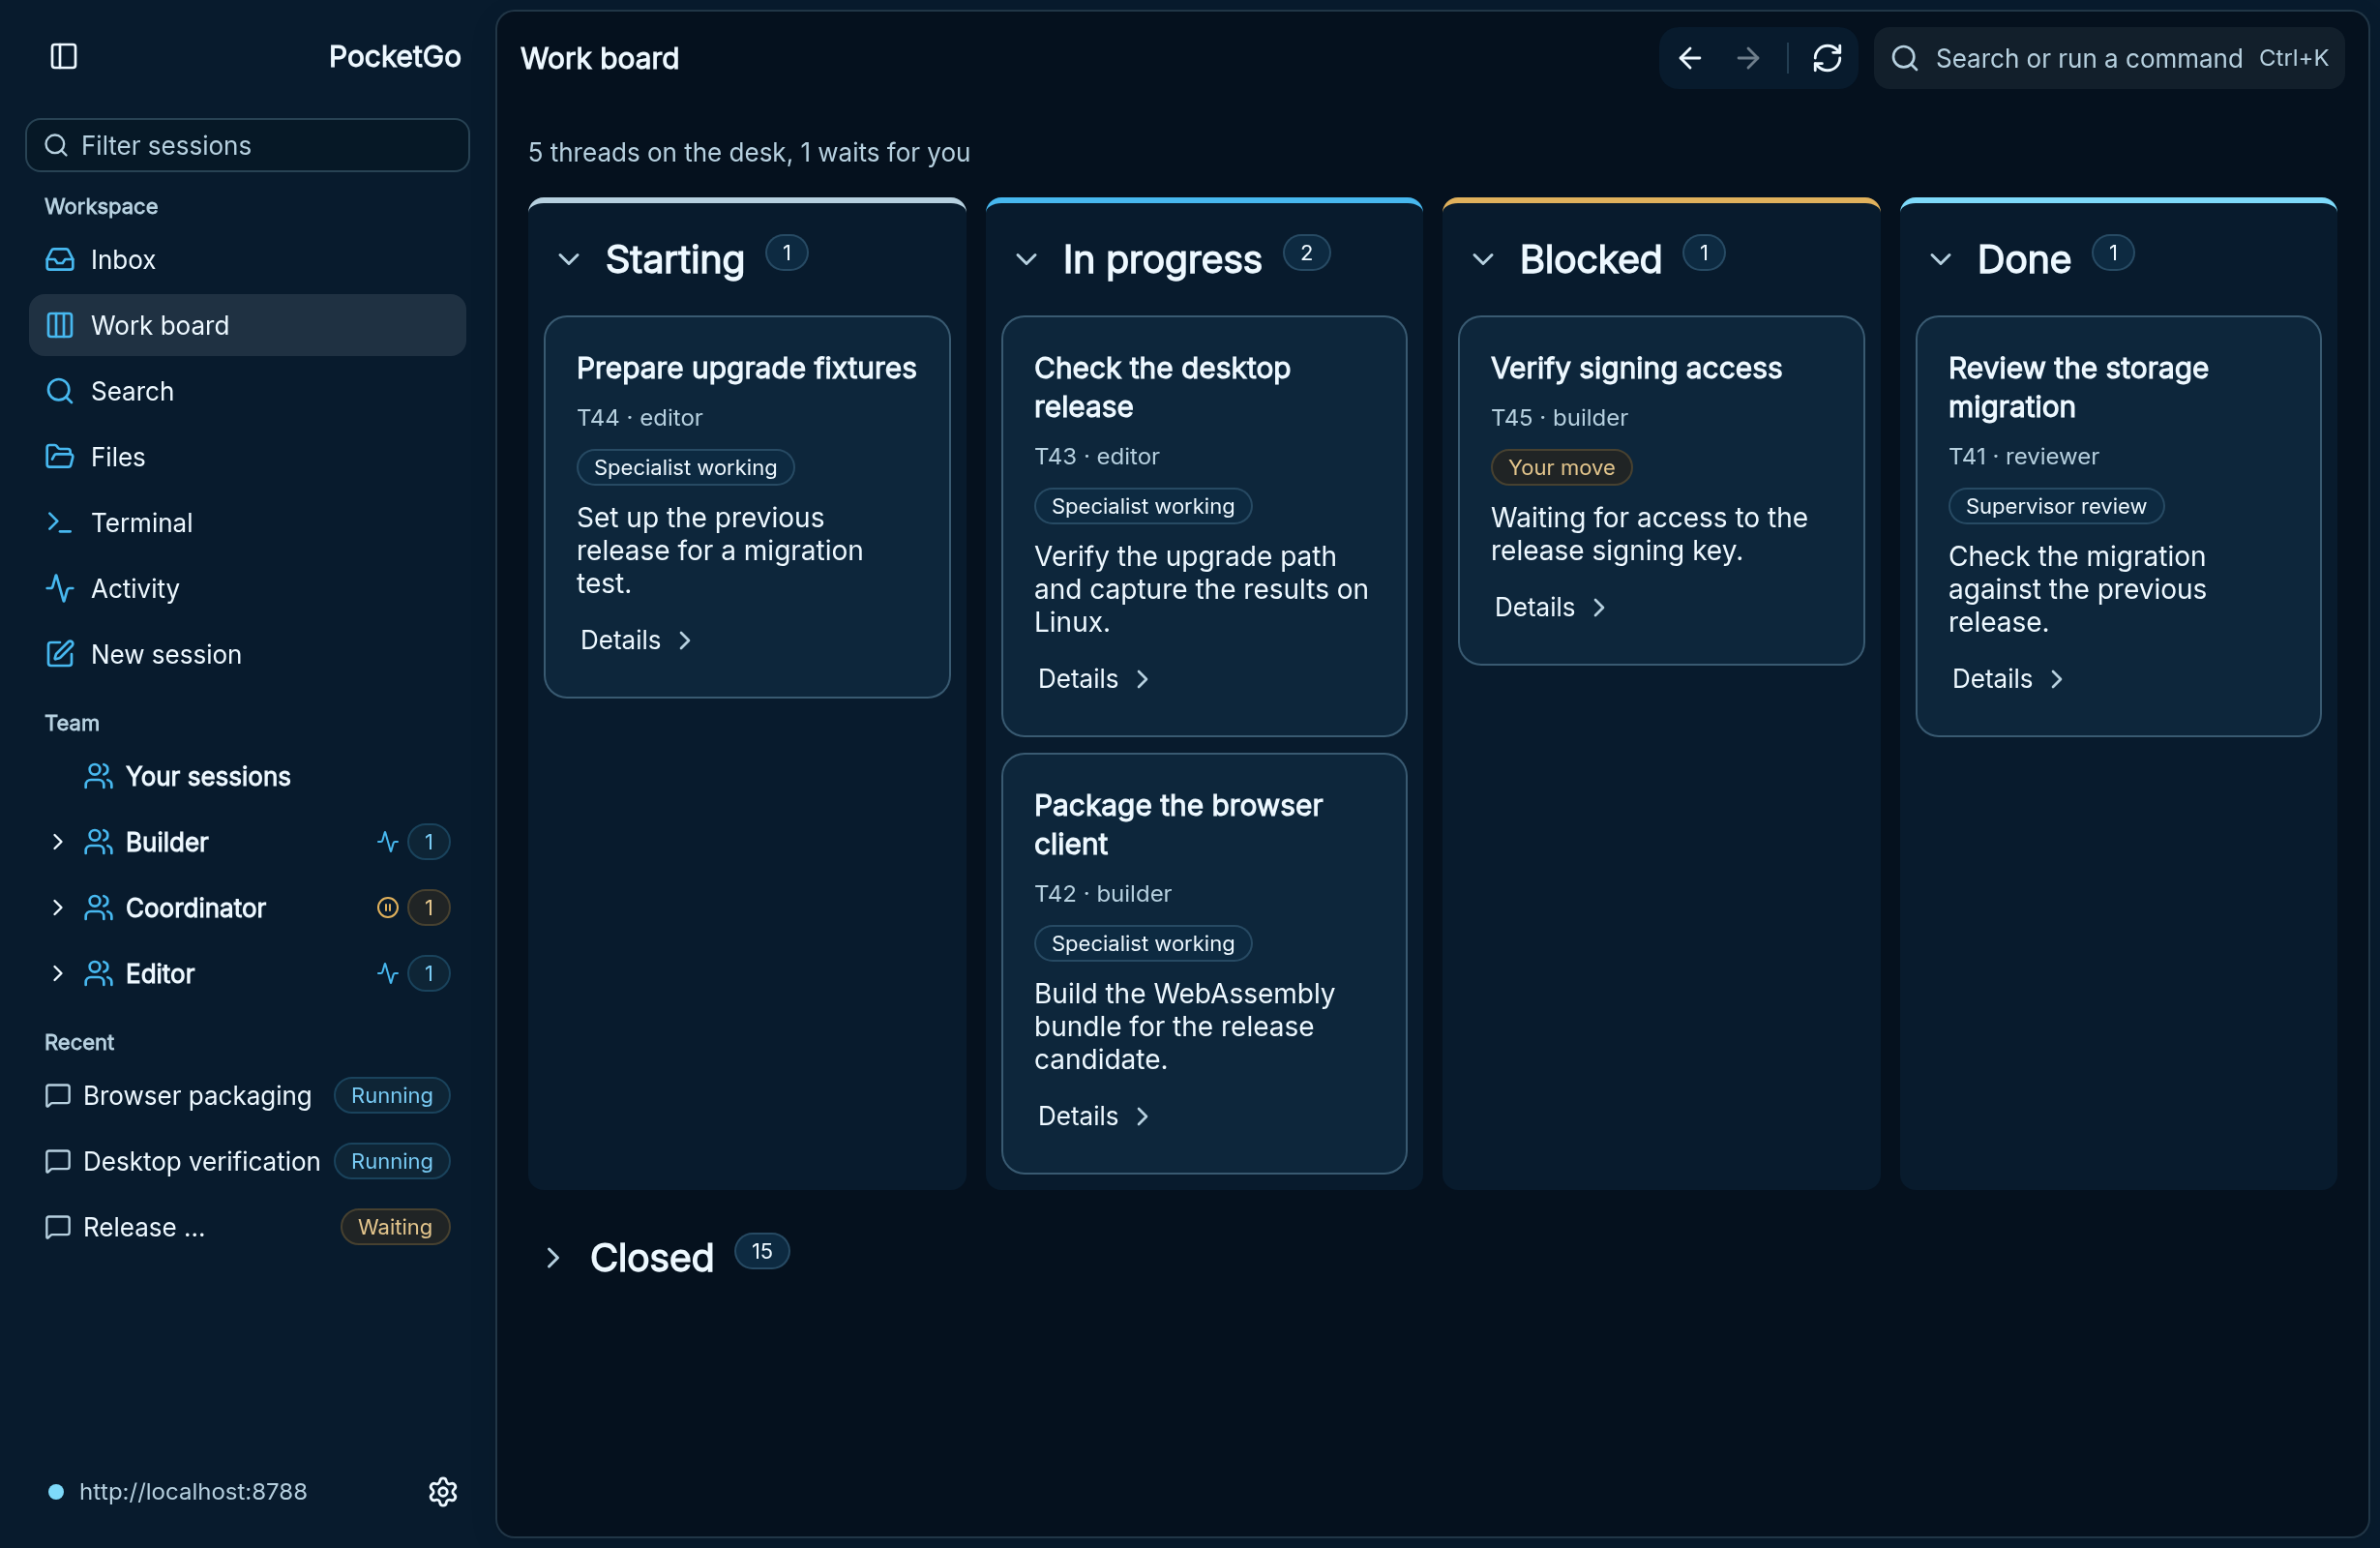 PocketGo
Filter sessions
Workspace
Inbox
Work board
Search
Files
Terminal
Activity
New session
Team
Your sessions
Builder 1
Coordinator 1
Editor 1
Recent
Browser packaging Running
Desktop verification Running
Release ... Waiting
http://localhost:8788
Work board
Search or run a command Ctrl+K
5 threads on the desk, 1 waits for you
Starting 1
Prepare upgrade fixtures
T44 · editor
Specialist working
Set up the previous
release for a migration
test.
Details
In progress 2
Check the desktop
release
T43 · editor
Specialist working
Verify the upgrade path
and capture the results on
Linux.
Details
Package the browser
client
T42 · builder
Specialist working
Build the WebAssembly
bundle for the release
candidate.
Details
Blocked 1
Verify signing access
T45 · builder
Your move
Waiting for access to the
release signing key.
Details
Done 1
Review the storage
migration
T41 · reviewer
Supervisor review
Check the migration
against the previous
release.
Details
Closed 15